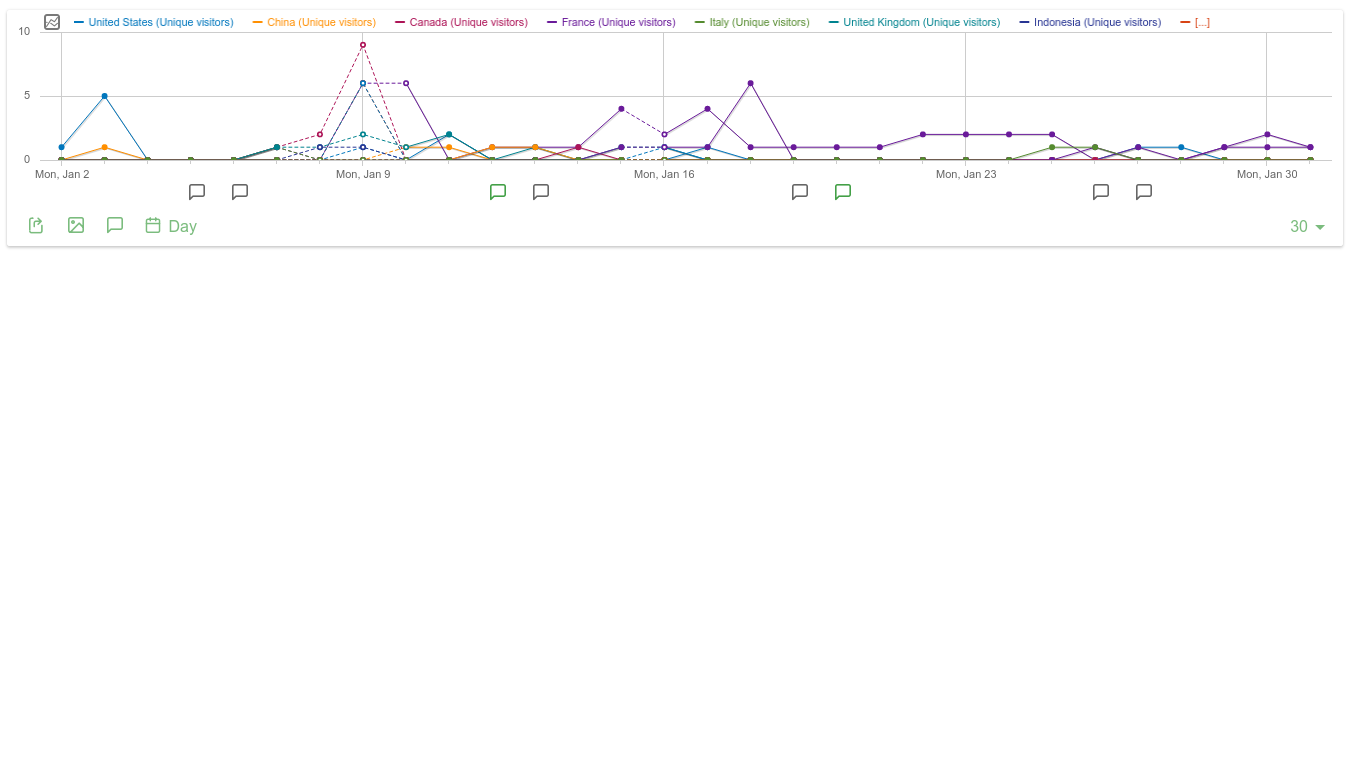 United States (Unique visitors) China (Unique visitors) Canada (Unique visitors) France (Unique visitors) Italy (Unique visitors) United Kingdom (Unique visitors) Indonesia (Unique visitors) [...]
10
5
0
Mon, Jan 2 Mon, Jan 9 Mon, Jan 16 Mon, Jan 23 Mon, Jan 30
Day 30